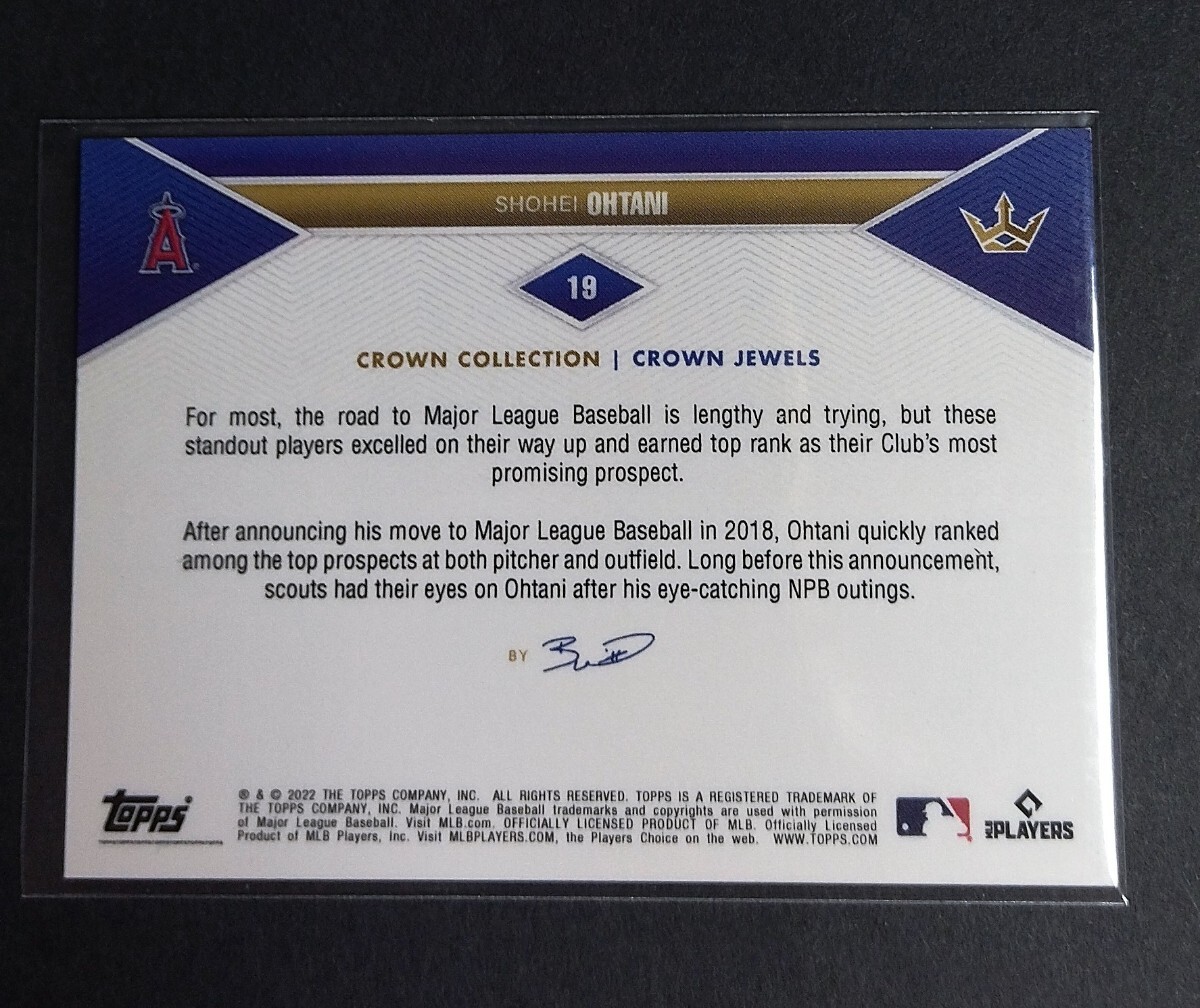 SHOHEI OHTANI
A
19
CROWN COLLECTION | CROWN JEWELS
For most, the road to Major League Baseball is lengthy and trying, but these
standout players excelled on their way up and earned top rank as their Club's most
promising prospect.
After announcing his move to Major League Baseball in 2018, Ohtani quickly ranked
among the top prospects at both pitcher and outfield. Long before this announcement,
scouts had their eyes on Ohtani after his eye-catching NPB outings.
BY
Topps
® & © 2022 THE TOPPS COMPANY, INC. ALL RIGHTS RESERVED. TOPPS IS A REGISTERED TRADEMARK OF
THE TOPPS COMPANY, INC. Major League Baseball trademarks and copyrights are used with permission
of Major League Baseball. Visit MLB.com. OFFICIALLY LICENSED PRODUCT OF MLB. Officially Licensed
Product of MLB Players, Inc. Visit MLBPLAYERS.COM, the Players Choice on the web. WWW.TOPPS.COM
MLB PLAYERS